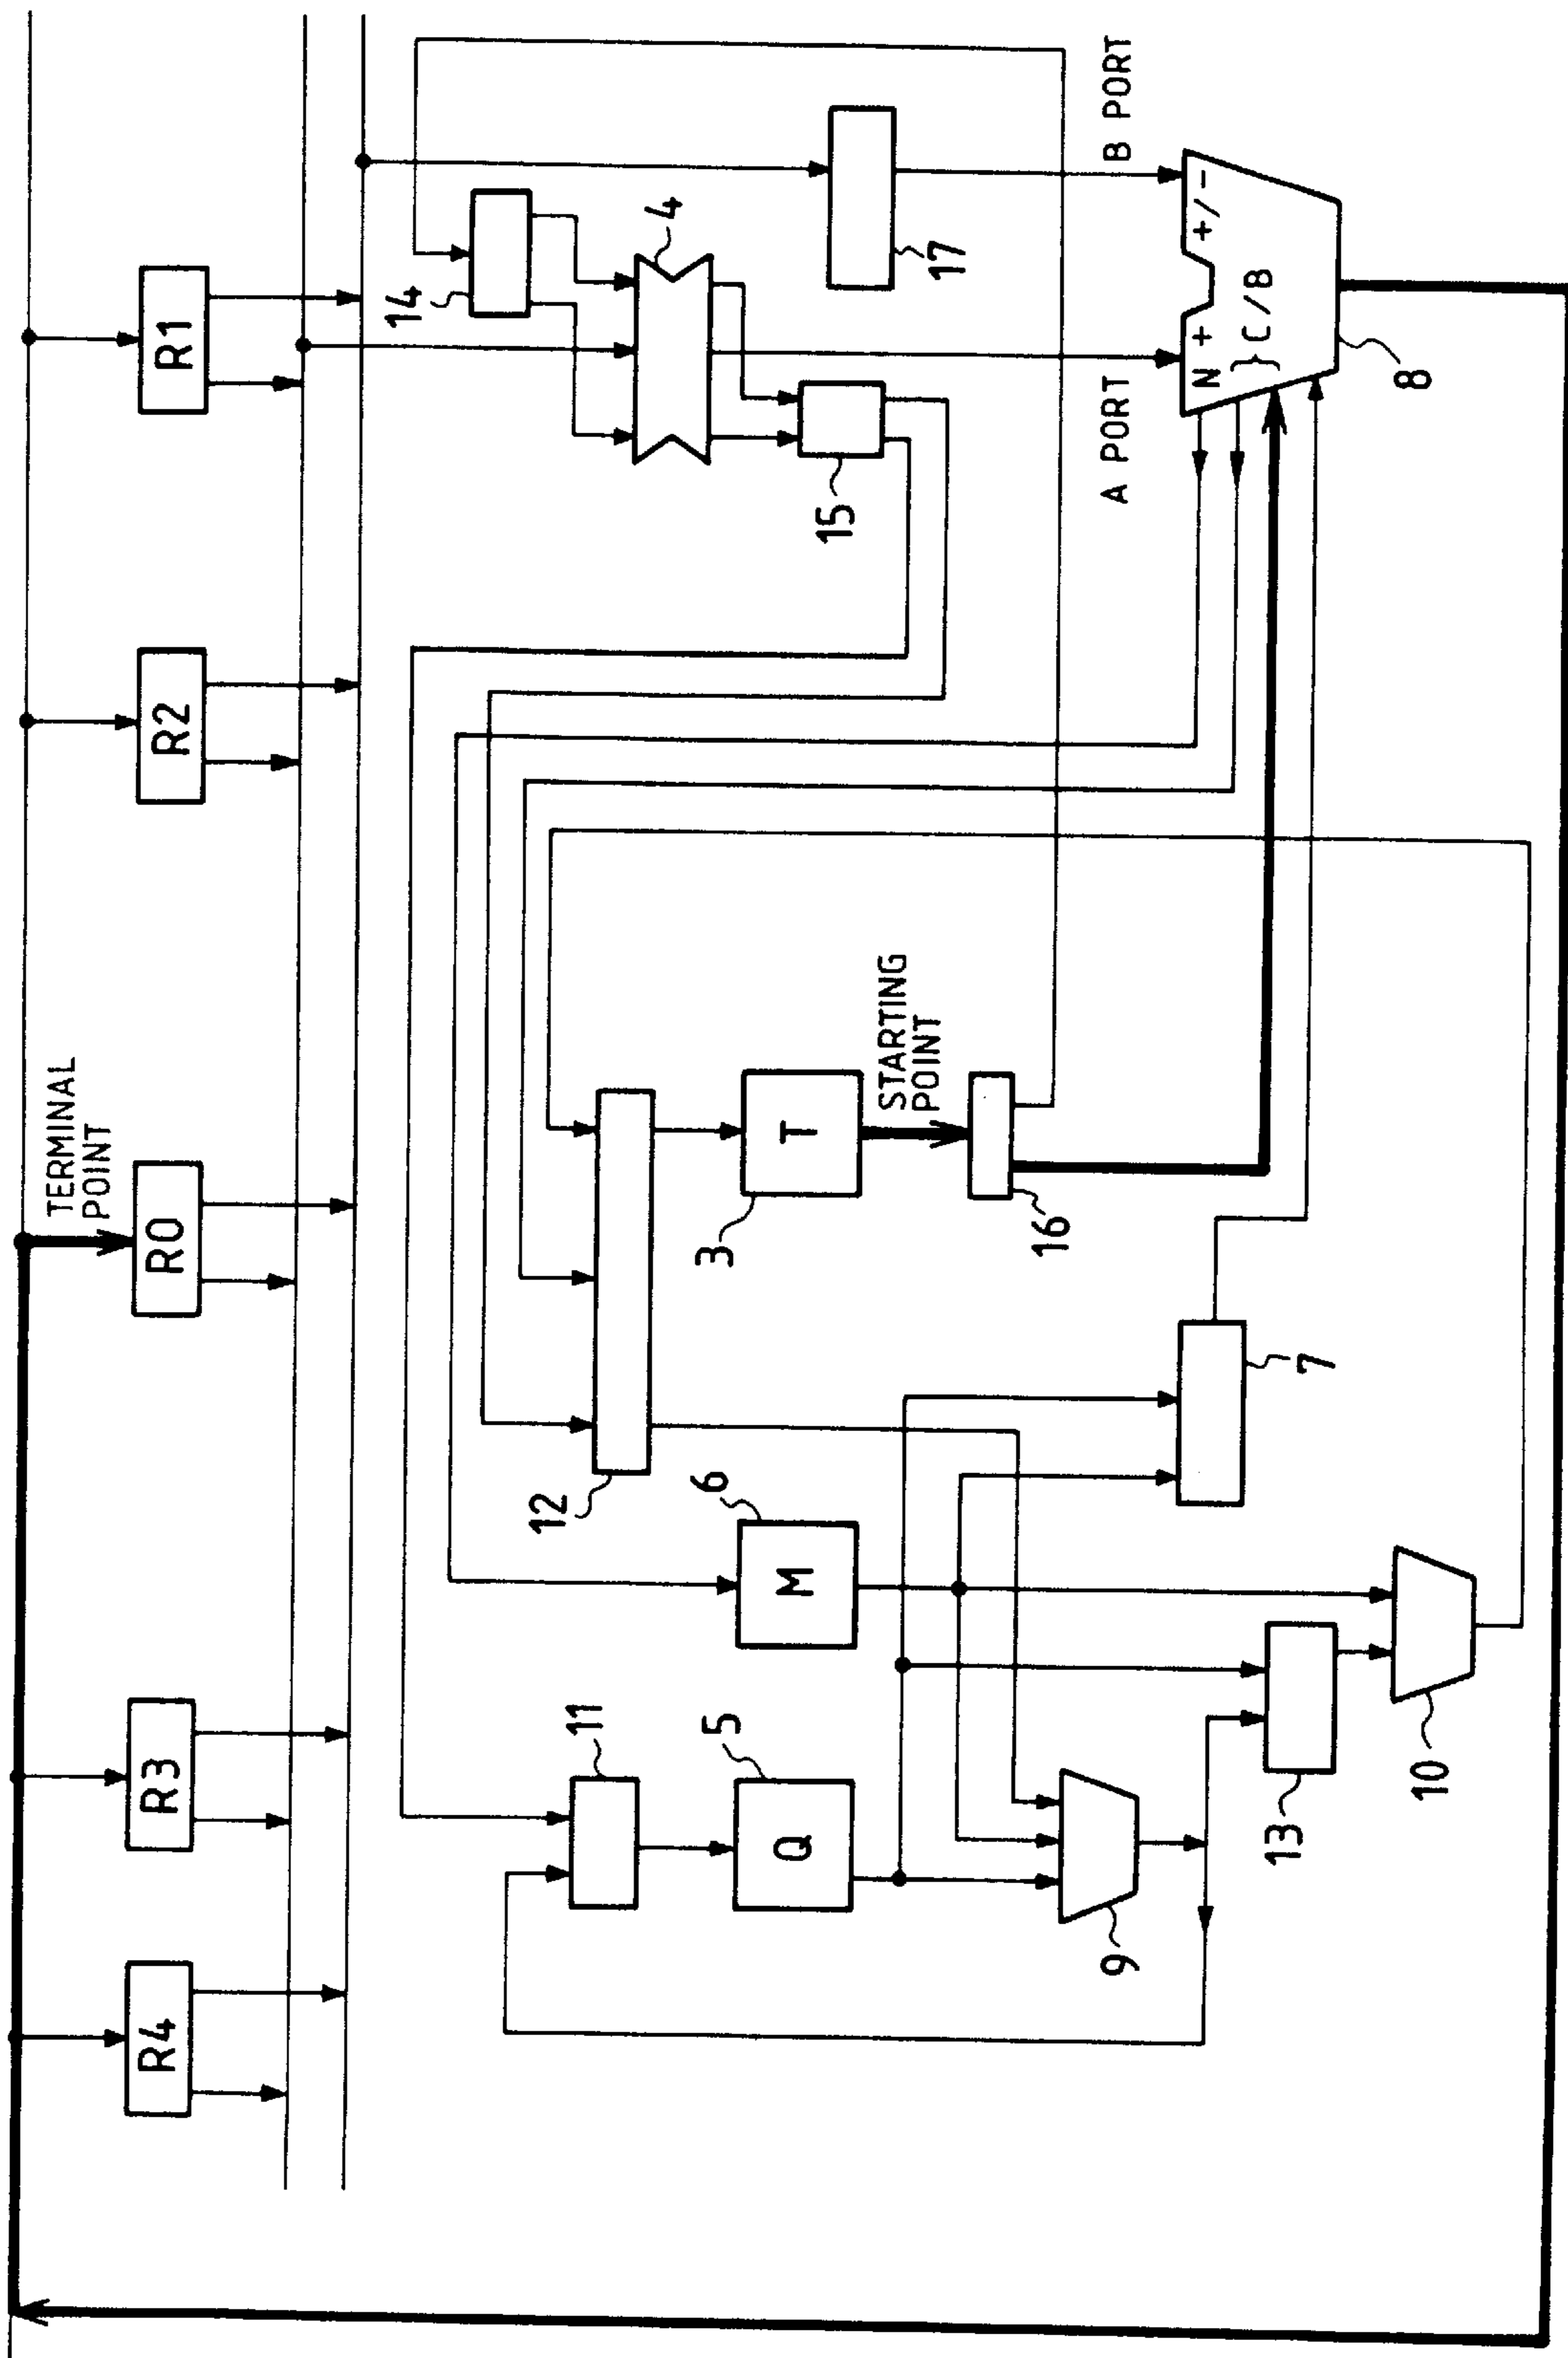 TERMINAL
POINT
R4
R3
R0
R2
R1
14
4
12
11
6
5
Q
M
T
3
STARTING
POINT
15
17
16
A PORT
B PORT
N + +/-
} C/B
7
13
9
10
8